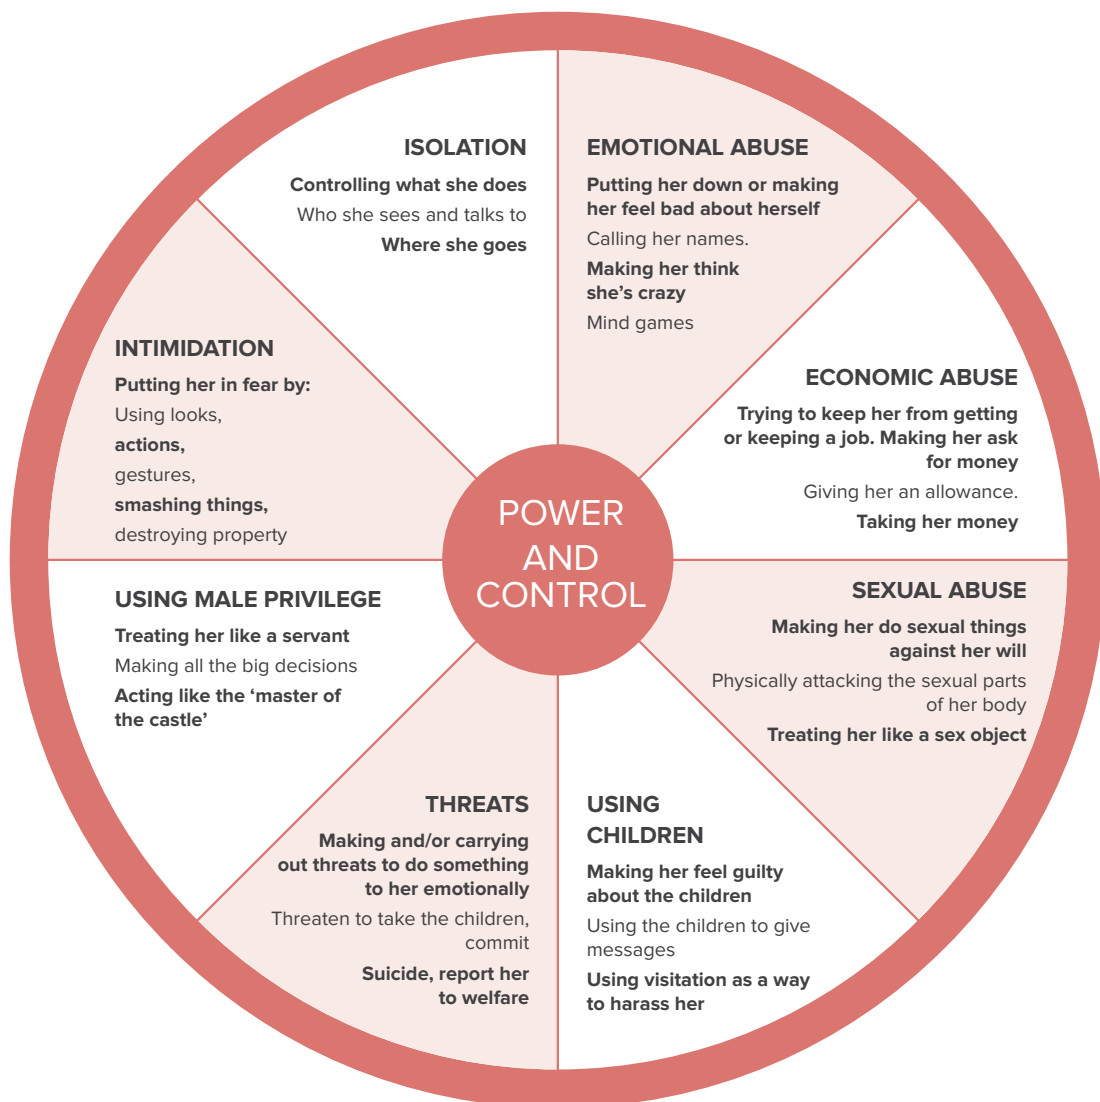 ISOLATION
Controlling what she does
Who she sees and talks to
Where she goes
EMOTIONAL ABUSE
Putting her down or making
her feel bad about herself
Calling her names.
Making her think
she’s crazy
Mind games
ECONOMIC ABUSE
Trying to keep her from getting
or keeping a job. Making her ask
for money
Giving her an allowance.
Taking her money
INTIMIDATION
Putting her in fear by:
Using looks,
actions,
gestures,
smashing things,
destroying property
POWER
AND
CONTROL
USING MALE PRIVILEGE
Treating her like a servant
Making all the big decisions
Acting like the ‘master of
the castle’
SEXUAL ABUSE
Making her do sexual things
against her will
Physically attacking the sexual parts
of her body
Treating her like a sex object
THREATS
Making and/or carrying
out threats to do something
to her emotionally
Threaten to take the children,
commit
Suicide, report her
to welfare
USING
CHILDREN
Making her feel guilty
about the children
Using the children to give
messages
Using visitation as a way
to harass her